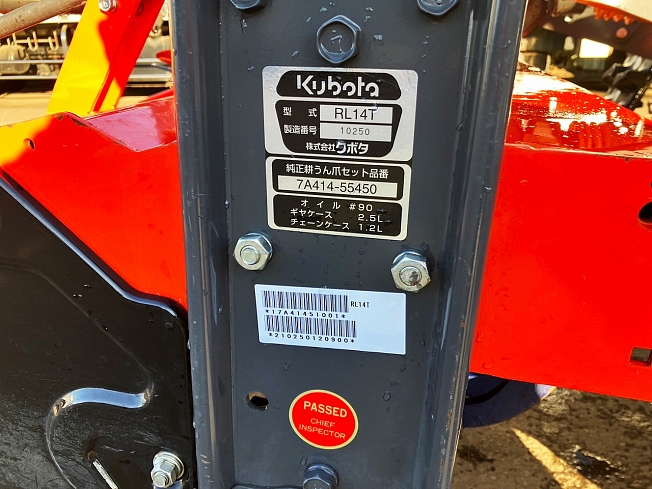 Kubota
型式 RL14T
製造番号 10250
株式会社クボタ
純正耕うん爪セット品番
7A414-55450
オイル #90
ギヤケース 2.5L
チェーンケース 1.2L
RL14T
*17A41451001*
*210250120900*
PASSED
CHIEF
INSPECTOR